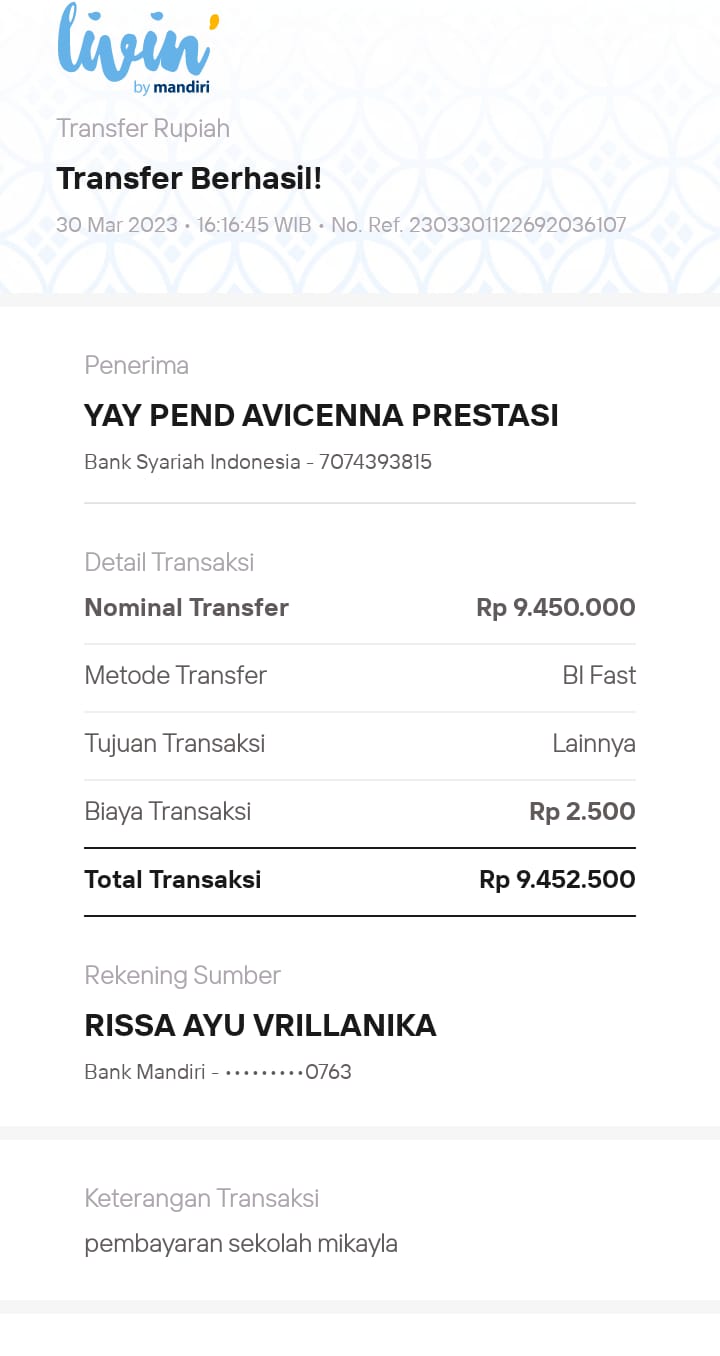 livin'
by mandiri
Transfer Rupiah
Transfer Berhasil!
30 Mar 2023 • 16:16:45 WIB • No. Ref. 2303301122692036107
Penerima
YAY PEND AVICENNA PRESTASI
Bank Syariah Indonesia - 7074393815
Detail Transaksi
Nominal Transfer Rp 9.450.000
Metode Transfer BI Fast
Tujuan Transaksi Lainnya
Biaya Transaksi Rp 2.500
Total Transaksi Rp 9.452.500
Rekening Sumber
RISSA AYU VRILLANIKA
Bank Mandiri - •••••••••0763
Keterangan Transaksi
pembayaran sekolah mikayla